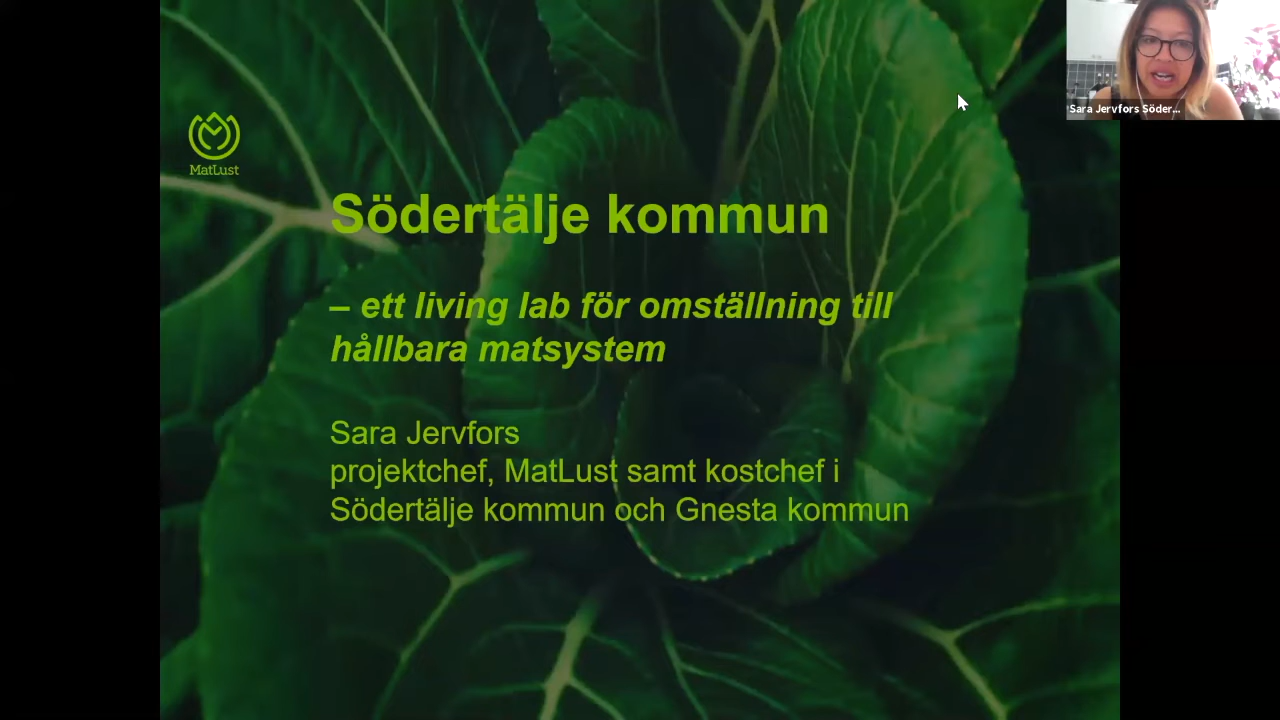 Sara Jervfors Söder...
MatLust
Södertälje kommun
– ett living lab för omställning till
hållbara matsystem
Sara Jervfors
projektchef, MatLust samt kostchef i
Södertälje kommun och Gnesta kommun